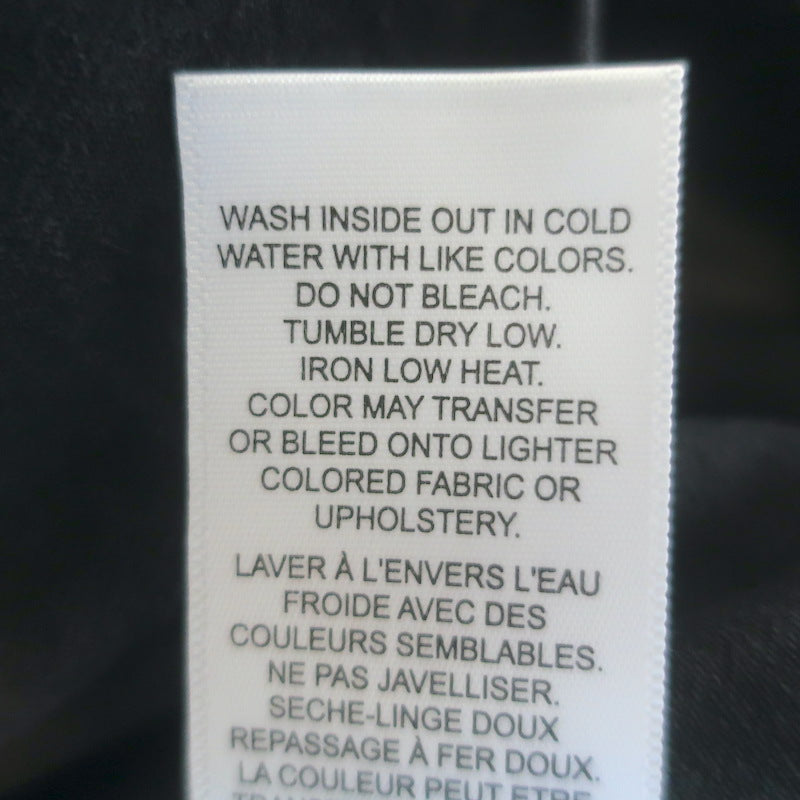 WASH INSIDE OUT IN COLD
WATER WITH LIKE COLORS.
DO NOT BLEACH.
TUMBLE DRY LOW.
IRON LOW HEAT.
COLOR MAY TRANSFER
OR BLEED ONTO LIGHTER
COLORED FABRIC OR
UPHOLSTERY.
LAVER À L'ENVERS L'EAU
FROIDE AVEC DES
COULEURS SEMBLABLES.
NE PAS JAVELLISER.
SECHE-LINGE DOUX
REPASSAGE À FER DOUX.
LA COULEUR PEUT ETRE